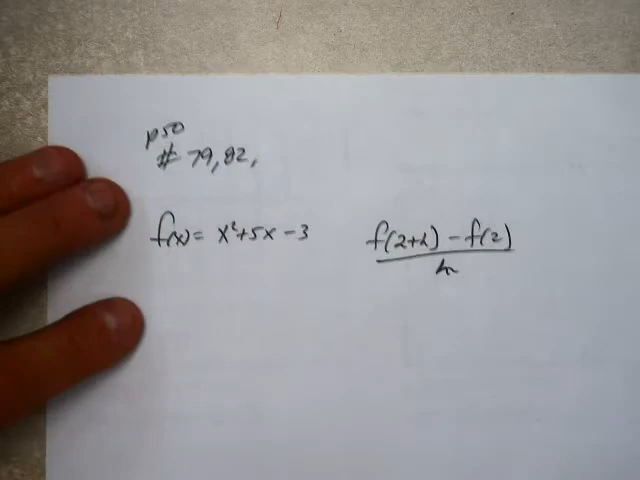 p50
# 79, 82,
f(x) = x²+5x-3
f(2+h) - f(2)
h